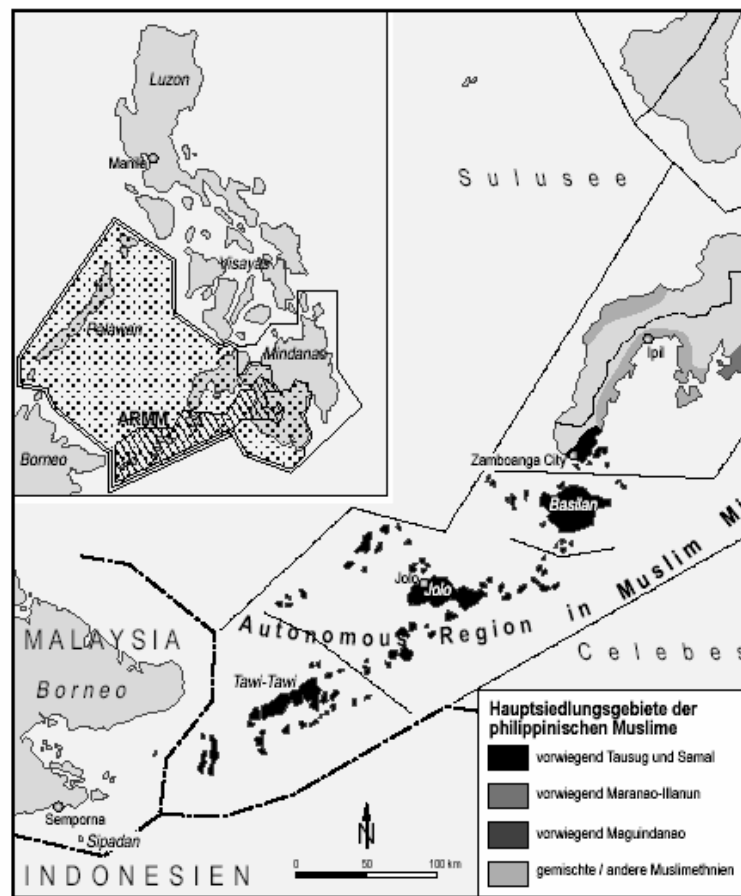 Luzon
Manila
Visayas
Palawan
Mindanao
ARMM
Borneo
Sulusee
Ipil
Zamboanga City
Basilan
Jolo
Jolo
Autonomous Region in Muslim Mi
Celebes
Tawi-Tawi
MALAYSIA
Borneo
Semporna
Sipadan
INDONESIEN
N
0 50 100 km
Hauptsiedlungsgebiete der
philippinischen Muslime
vorwiegend Tausug und Samal
vorwiegend Maranao-Illanun
vorwiegend Maguindanao
gemischte / andere Muslimethnien